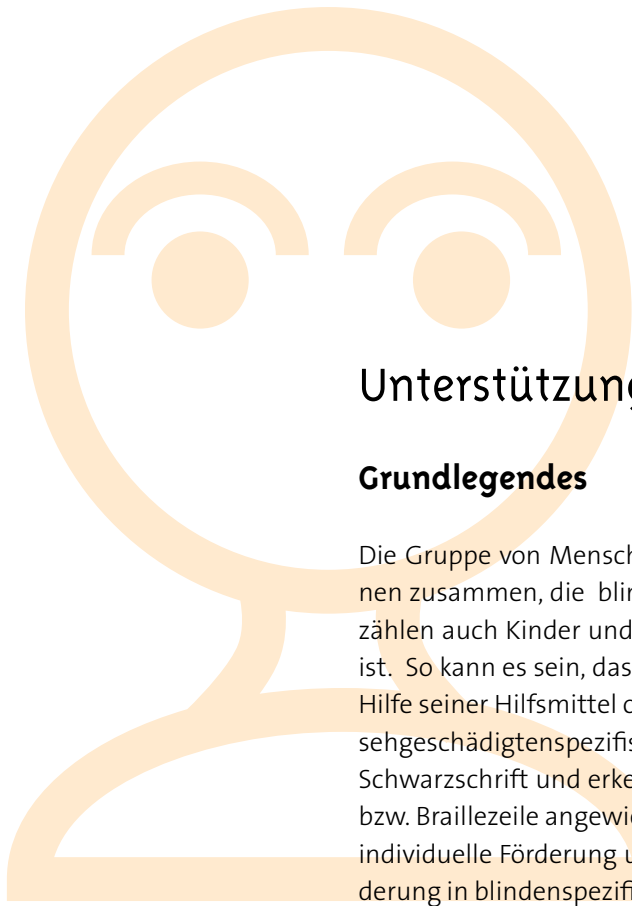 Unterstützung
Grundlegendes
Die Gruppe von Mensch
nen zusammen, die blin
zählen auch Kinder und
ist. So kann es sein, das
Hilfe seiner Hilfsmittel d
sehgeschädigtenspezifis
Schwarzschrift und erke
bzw. Braillezeile angewie
individuelle Förderung u
derung in blindenspezifi